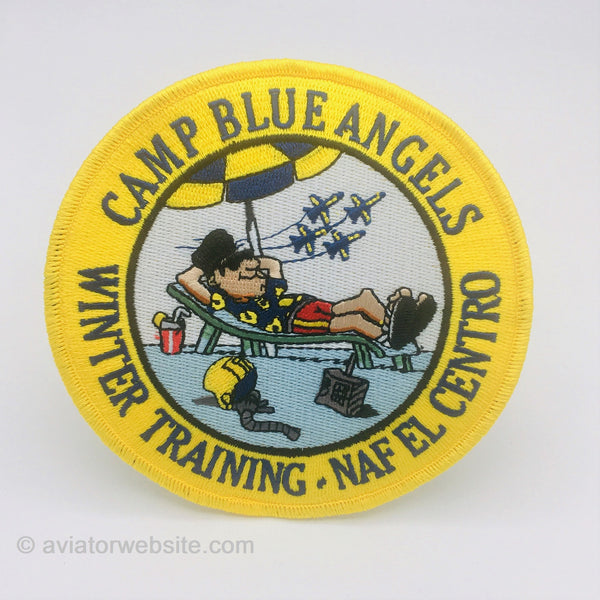 CAMP BLUE ANGELS
WINTER TRAINING - NAF EL CENTRO
© aviatorwebsite.com